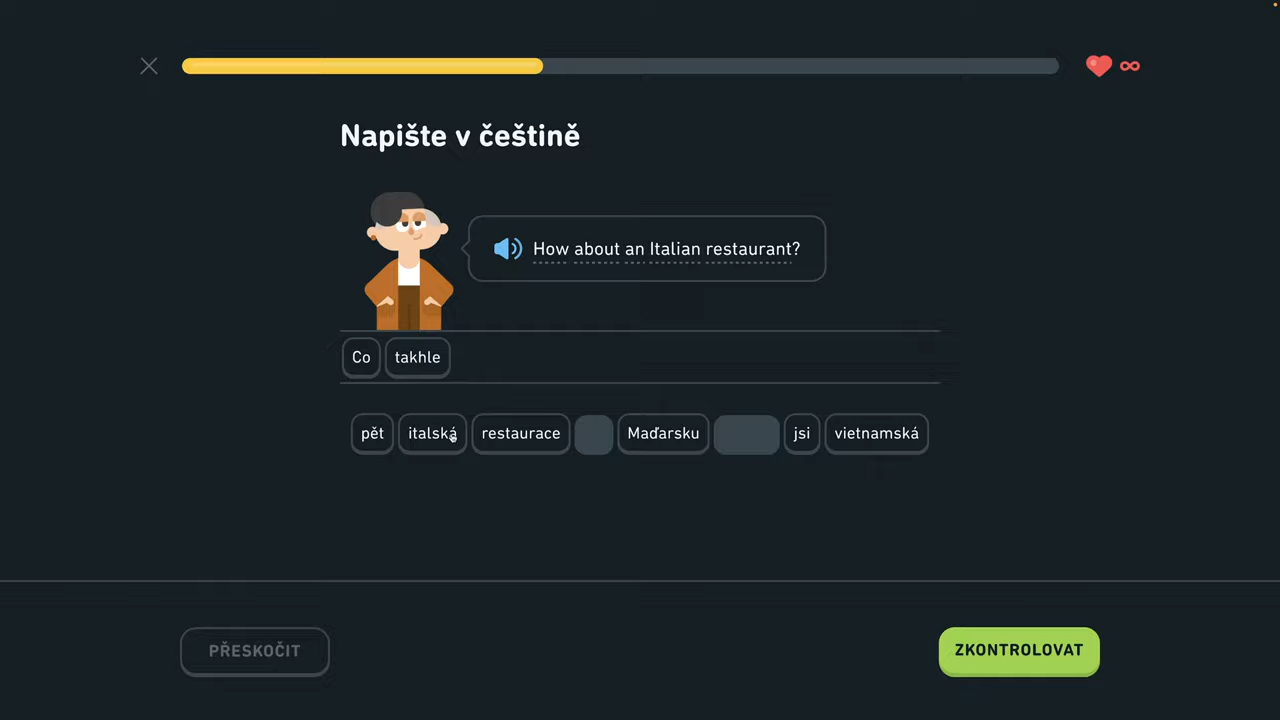 Napište v češtině
How about an Italian restaurant?
Co takhle
pět italská restaurace Maďarsku jsi vietnamská
PŘESKOČIT ZKONTROLOVAT